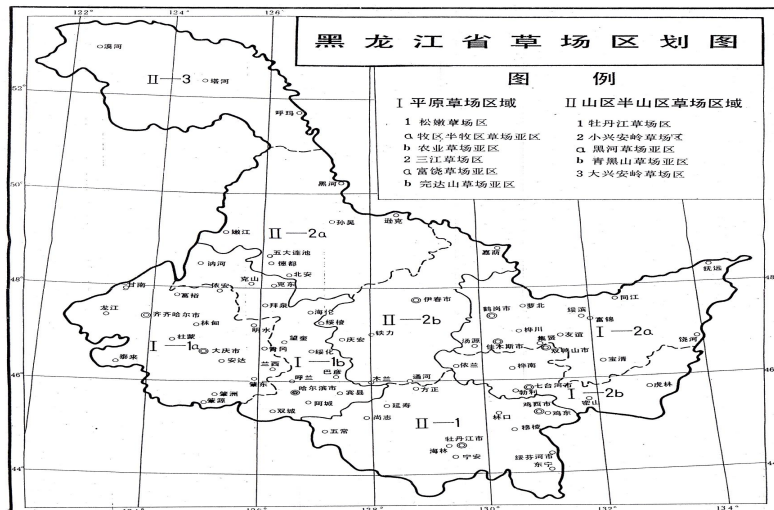 122° 124° 126°
黑龙江省草场区划图
图 例
Ⅰ 平原草场区域
1 松嫩草场区
a 牧区半牧区草场亚区
b 农业草场亚区
2 三江草场区
a 富饶草场亚区
b 完达山草场亚区
Ⅱ 山区半山区草场区域
1 牡丹江草场区
2 小兴安岭草场区
a 黑河草场亚区
b 青黑山草场亚区
3 大兴安岭草场区
漠河
Ⅱ—3
塔河
52°
呼玛
50°
黑河
50°
孙吴
逊克
嫩江
Ⅱ—2a
五大连池
嘉荫
讷河
德都
北安
抚远
48°
48°
甘南
克山
克东
富裕
依安
伊春市
同江
龙江
齐齐哈尔市
拜泉
海伦
鹤岗市
萝北
绥滨
富锦
林甸
明水
绥棱
Ⅱ—2b
Ⅰ—2a
杜蒙
望奎
庆安
铁力
桦川
集贤
友谊
饶河
Ⅰ—1a
大庆市
青冈
绥化
汤源
佳木斯市
双鸭山市
泰来
安达
兰西
Ⅰ—1b
依兰
桦南
宝清
46°
46°
巴彦
木兰
通河
肇东
呼兰
方正
七台河市
虎林
肇洲
哈尔滨市
宾县
勃利
Ⅰ—2b
肇源
阿城
延寿
鸡西市
密山
双城
尚志
Ⅱ—1
林口
鸡东
五常
牡丹江市
穆棱
海林
宁安
绥芬河市
东宁
44°
44°
124° 126° 128° 130° 132° 134°